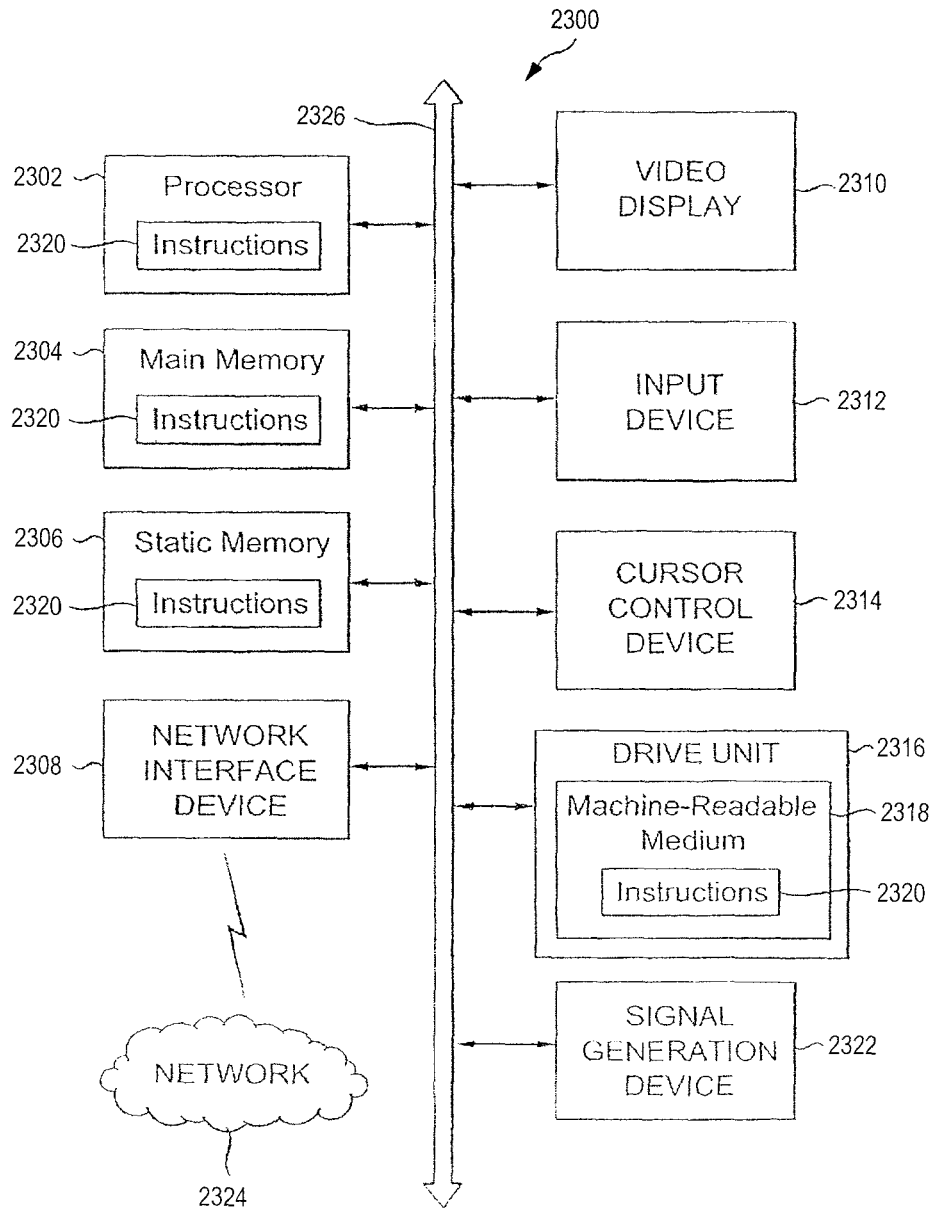 2300
2326
2302
Processor
2320
Instructions
2304
Main Memory
2320
Instructions
2306
Static Memory
2320
Instructions
2308
NETWORK
INTERFACE
DEVICE
NETWORK
2324
VIDEO
DISPLAY
2310
INPUT
DEVICE
2312
CURSOR
CONTROL
DEVICE
2314
DRIVE UNIT
2316
Machine-Readable
Medium
2318
Instructions
2320
SIGNAL
GENERATION
DEVICE
2322